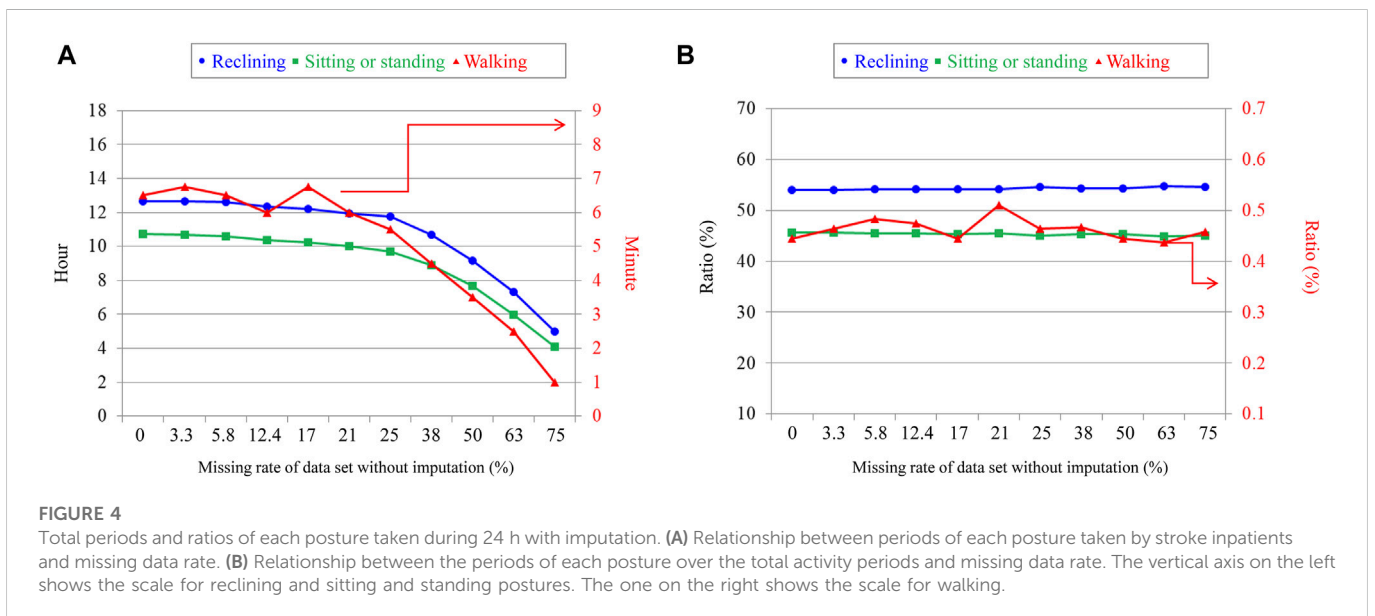 A
Reclining Sitting or standing Walking
18
16
14
12
10
8
6
4
2
0
Hour
9
8
7
6
5
4
3
2
1
0
Minute
0 3.3 5.8 12.4 17 21 25 38 50 63 75
Missing rate of data set without imputation (%)
B
Reclining Sitting or standing Walking
70
60
50
40
30
20
10
Ratio (%)
0.7
0.6
0.5
0.4
0.3
0.2
0.1
Ratio (%)
0 3.3 5.8 12.4 17 21 25 38 50 63 75
Missing rate of data set without imputation (%)
FIGURE 4
Total periods and ratios of each posture taken during 24 h with imputation. (A) Relationship between periods of each posture taken by stroke inpatients
and missing data rate. (B) Relationship between the periods of each posture over the total activity periods and missing data rate. The vertical axis on the left
shows the scale for reclining and sitting and standing postures. The one on the right shows the scale for walking.